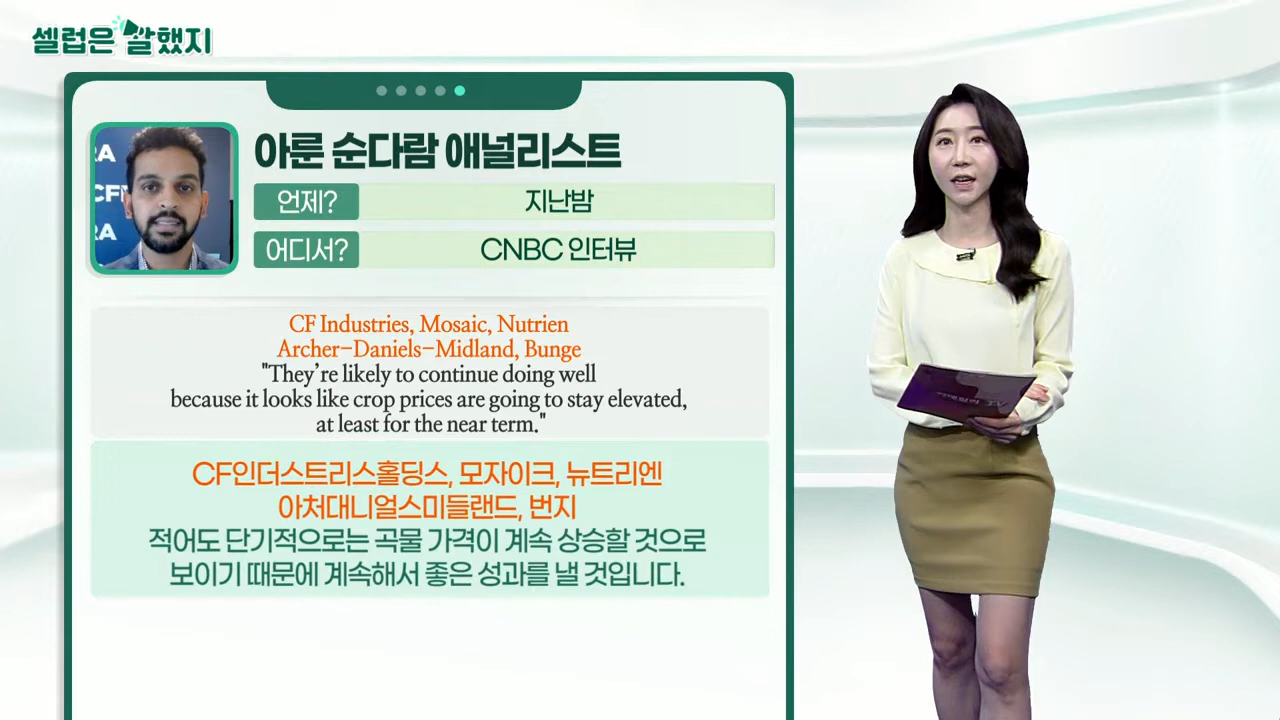 셀럽은 말했지
RA
CFR
RA
아룬 순다람 애널리스트
언제?
지난밤
어디서?
CNBC 인터뷰
CF Industries, Mosaic, Nutrien
Archer-Daniels-Midland, Bunge
"They're likely to continue doing well
because it looks like crop prices are going to stay elevated,
at least for the near term."
CF인더스트리스홀딩스, 모자이크, 뉴트리엔
아처대니얼스미들랜드, 번지
적어도 단기적으로는 곡물 가격이 계속 상승할 것으로
보이기 때문에 계속해서 좋은 성과를 낼 것입니다.